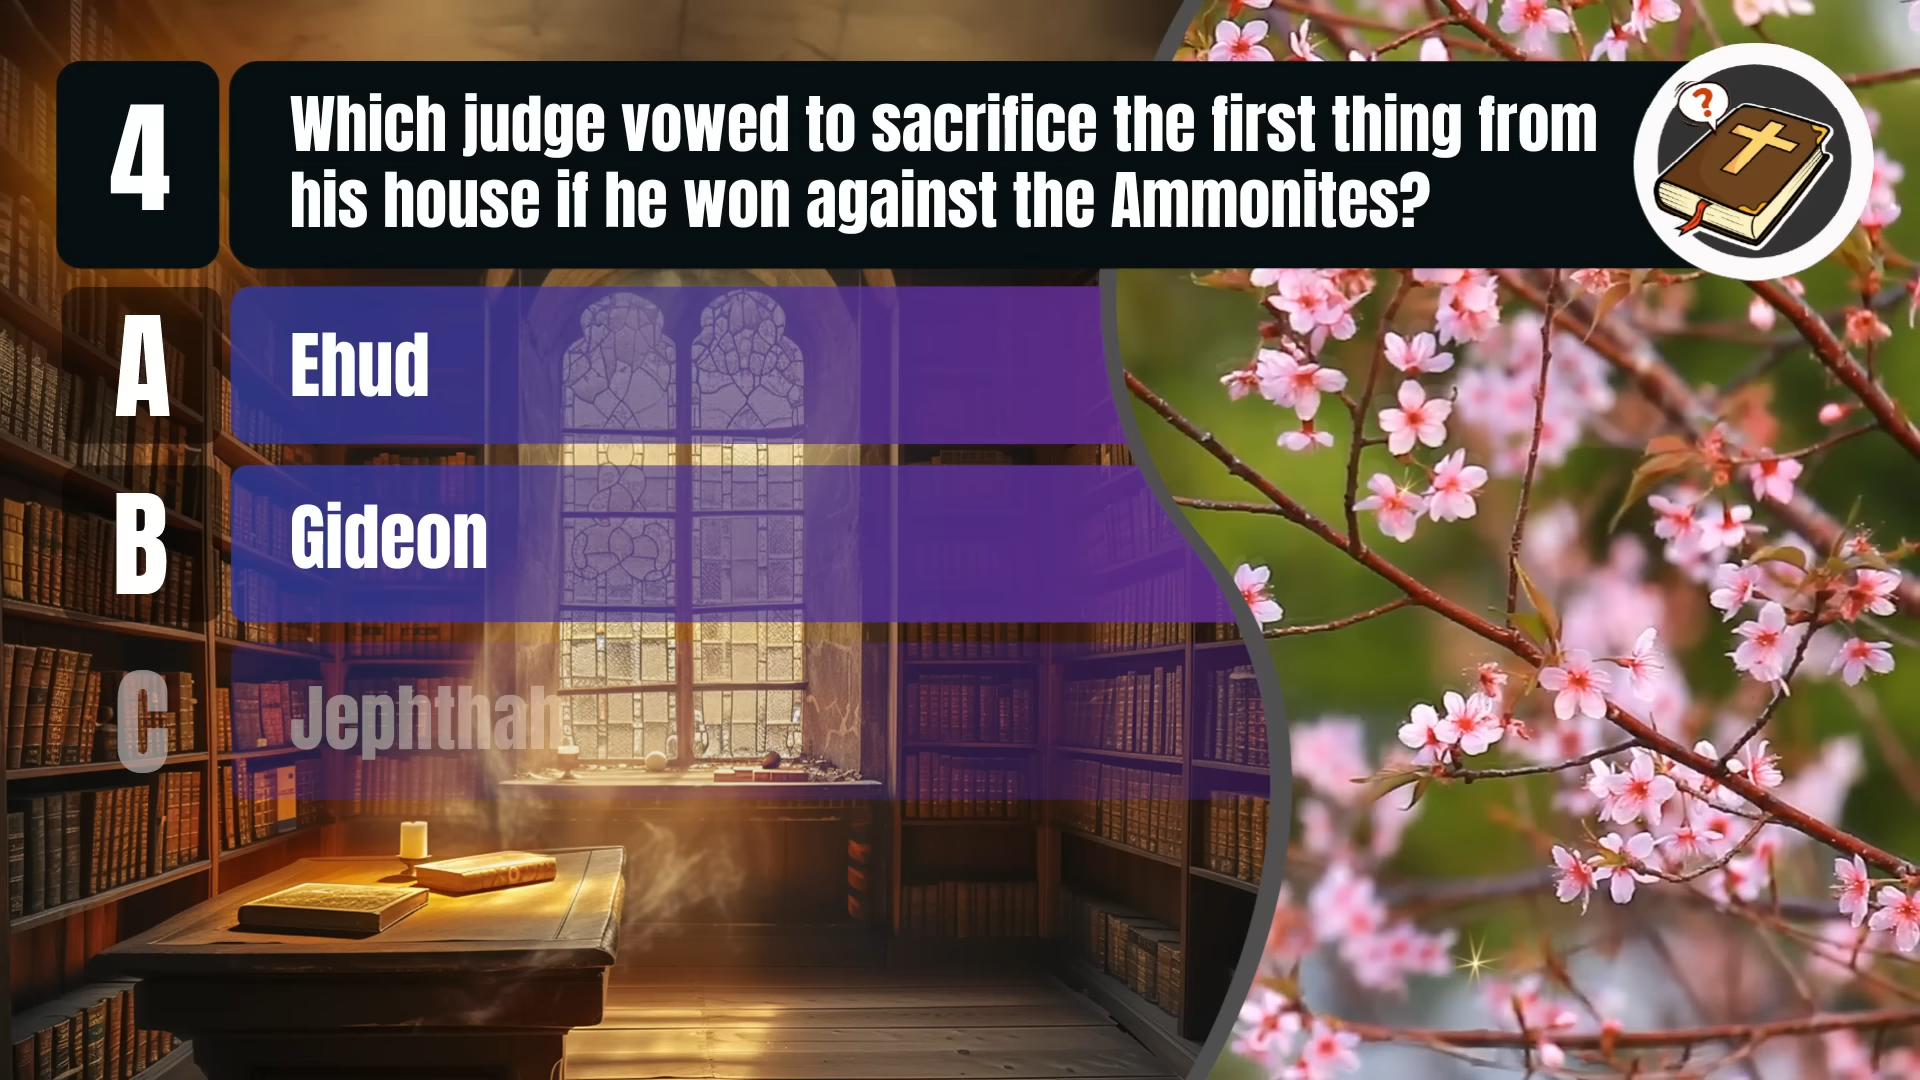 4
Which judge vowed to sacrifice the first thing from
his house if he won against the Ammonites?
A
Ehud
B
Gideon
C
Jephthah
?